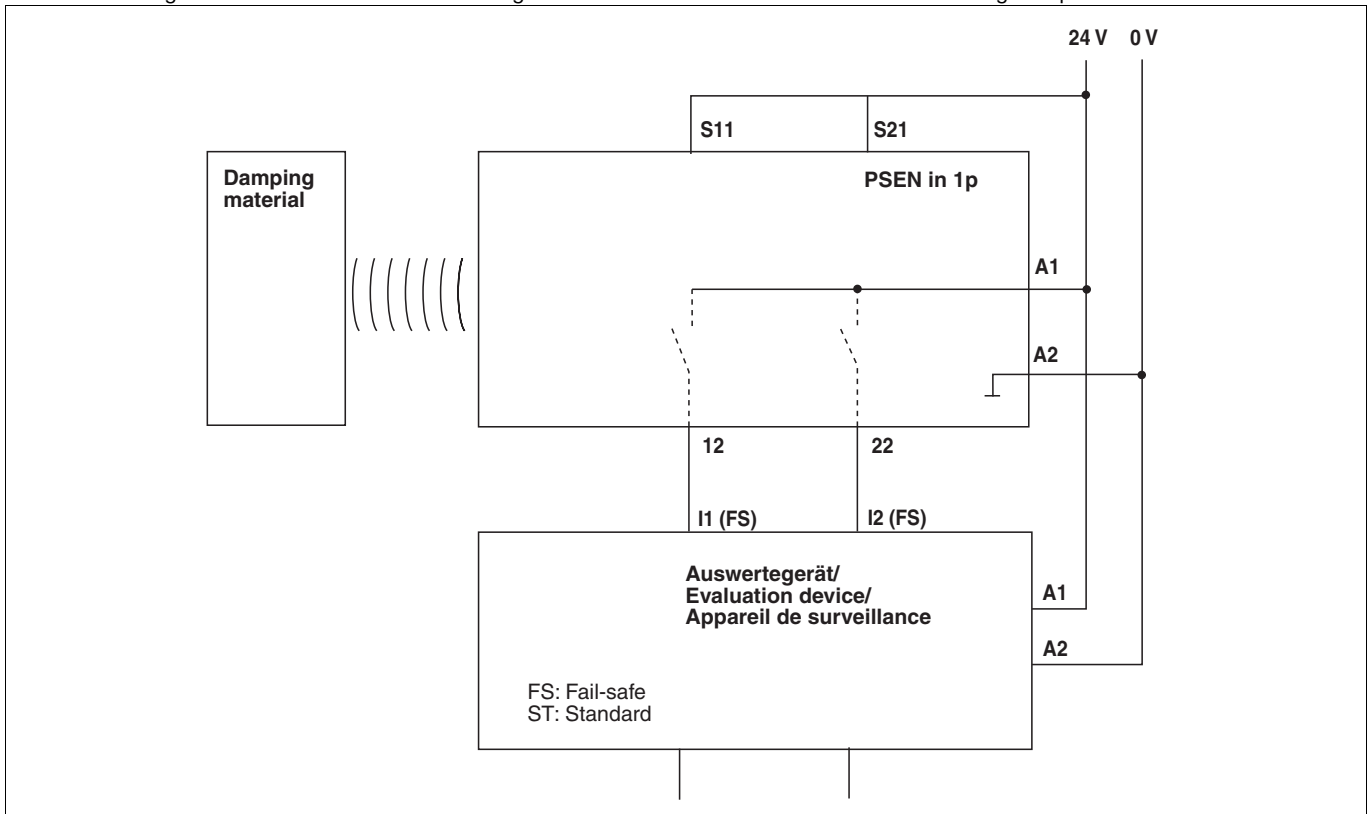 24 V 0 V
S11 S21
Damping
material
PSEN in 1p
A1
A2
12 22
I1 (FS) I2 (FS)
Auswertegerät/
Evaluation device/
Appareil de surveillance
A1
A2
FS: Fail-safe
ST: Standard